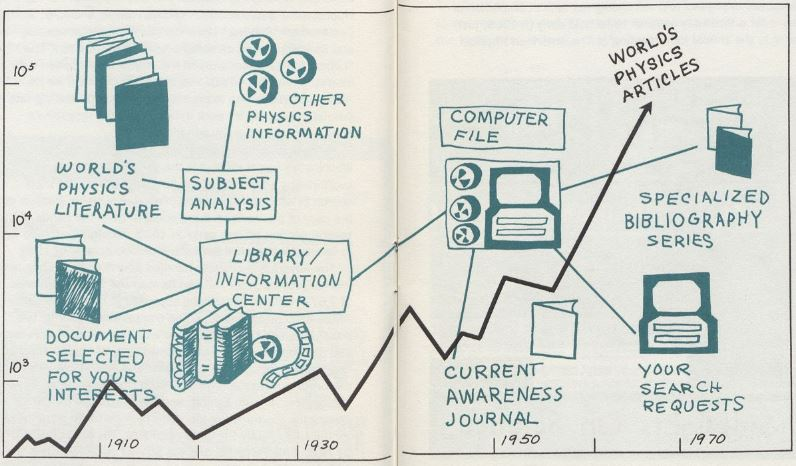 10⁵
10⁴
10³
OTHER
PHYSICS
INFORMATION
WORLD'S
PHYSICS
LITERATURE
SUBJECT
ANALYSIS
LIBRARY/
INFORMATION
CENTER
DOCUMENT
SELECTED
FOR YOUR
INTERESTS
1910
1930
WORLD'S
PHYSICS
ARTICLES
COMPUTER
FILE
SPECIALIZED
BIBLIOGRAPHY
SERIES
CURRENT
AWARENESS
JOURNAL
YOUR
SEARCH
REQUESTS
1950
1970